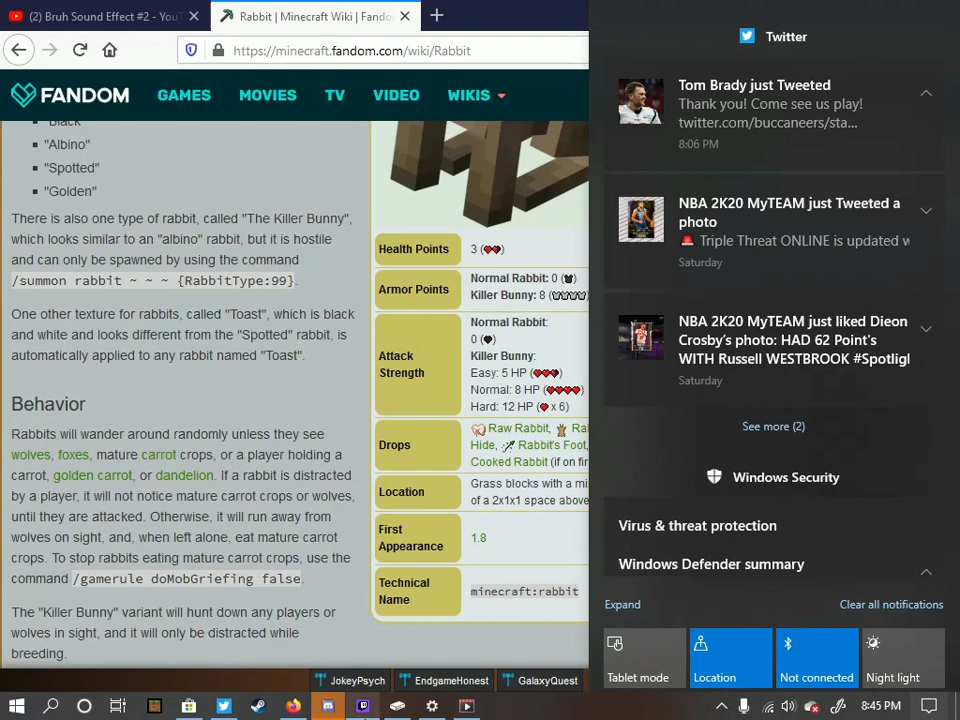 (2) Bruh Sound Effect #2 - You
Rabbit | Minecraft Wiki | Fando
https://minecraft.fandom.com/wiki/Rabbit
FANDOM
GAMES
MOVIES
TV
VIDEO
WIKIS
"Black"
"Albino"
"Spotted"
"Golden"
There is also one type of rabbit, called "The Killer Bunny",
which looks similar to an "albino" rabbit, but it is hostile
and can only be spawned by using the command
/summon rabbit ~ ~ ~ {RabbitType:99}.
One other texture for rabbits, called "Toast", which is black
and white and looks different from the "Spotted" rabbit, is
automatically applied to any rabbit named "Toast".
Behavior
Rabbits will wander around randomly unless they see
wolves, foxes, mature carrot crops, or a player holding a
carrot, golden carrot, or dandelion. If a rabbit is distracted
by a player, it will not notice mature carrot crops or wolves,
until they are attacked. Otherwise, it will run away from
wolves on sight, and, when left alone, eat mature carrot
crops. To stop rabbits eating mature carrot crops, use the
command /gamerule doMobGriefing false.
The "Killer Bunny" variant will hunt down any players or
wolves in sight, and it will only be distracted while
breeding.
Health Points
3 ( )
Armor Points
Normal Rabbit: 0 ( )
Killer Bunny: 8 ( )
Attack
Strength
Normal Rabbit:
0 ( )
Killer Bunny:
Easy: 5 HP ( )
Normal: 8 HP ( )
Hard: 12 HP ( x 6)
Drops
Raw Rabbit, Ral
Hide, Rabbit's Foot,
Cooked Rabbit (if on fir
Location
Grass blocks with a mi
of a 2x1x1 space above
First
Appearance
1.8
Technical
Name
minecraft:rabbit
JokeyPsych
EndgameHonest
GalaxyQuest
Twitter
Tom Brady just Tweeted
Thank you! Come see us play!
twitter.com/buccaneers/sta...
8:06 PM
NBA 2K20 MyTEAM just Tweeted a
photo
Triple Threat ONLINE is updated w
Saturday
NBA 2K20 MyTEAM just liked Dieon
Crosby's photo: HAD 62 Point's
WITH Russell WESTBROOK #Spotligl
Saturday
See more (2)
Windows Security
Virus & threat protection
Windows Defender summary
Expand
Clear all notifications
Tablet mode
Location
Not connected
Night light
8:45 PM